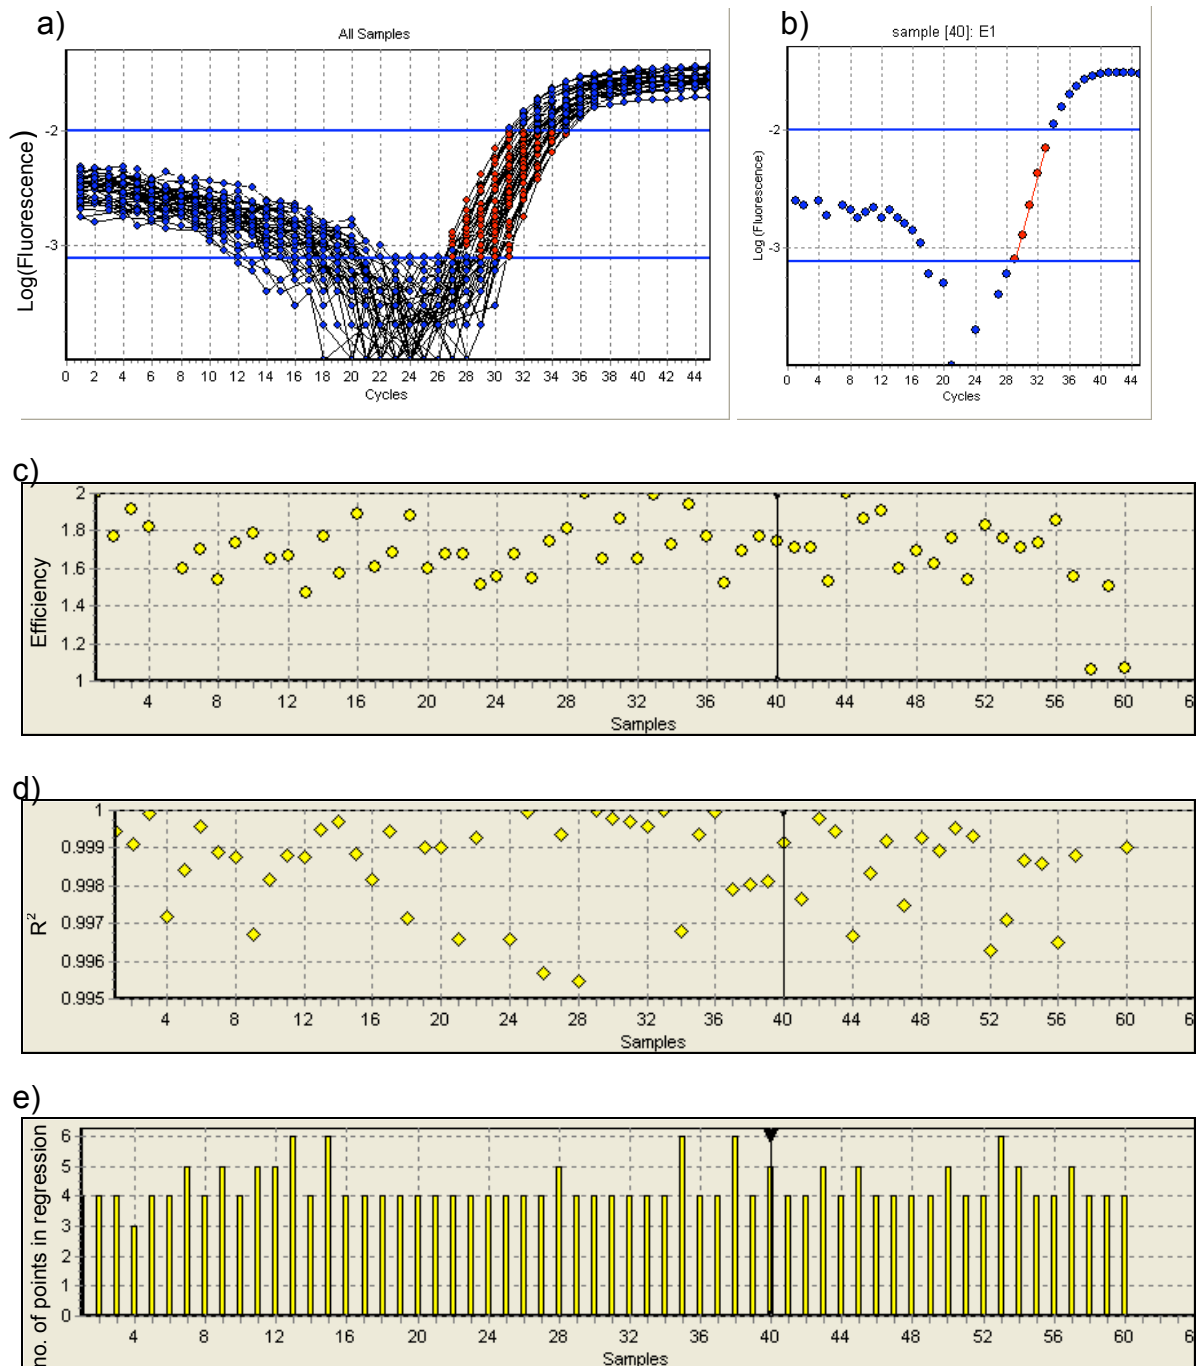 a)
All Samples
Log(Fluorescence)
-2
-3
0 2 4 6 8 10 12 14 16 18 20 22 24 26 28 30 32 34 36 38 40 42 44
Cycles
b)
sample [40]: E1
Log (Fluorescence)
-2
-3
0 4 8 12 16 20 24 28 32 36 40 44
Cycles
c)
Efficiency
2
1.8
1.6
1.4
1.2
1
4 8 12 16 20 24 28 32 36 40 44 48 52 56 60 6
Samples
d)
R²
1
0.999
0.998
0.997
0.996
0.995
4 8 12 16 20 24 28 32 36 40 44 48 52 56 60 6
Samples
e)
no. of points in regression
6
5
4
3
2
1
0
4 8 12 16 20 24 28 32 36 40 44 48 52 56 60 6
Samples